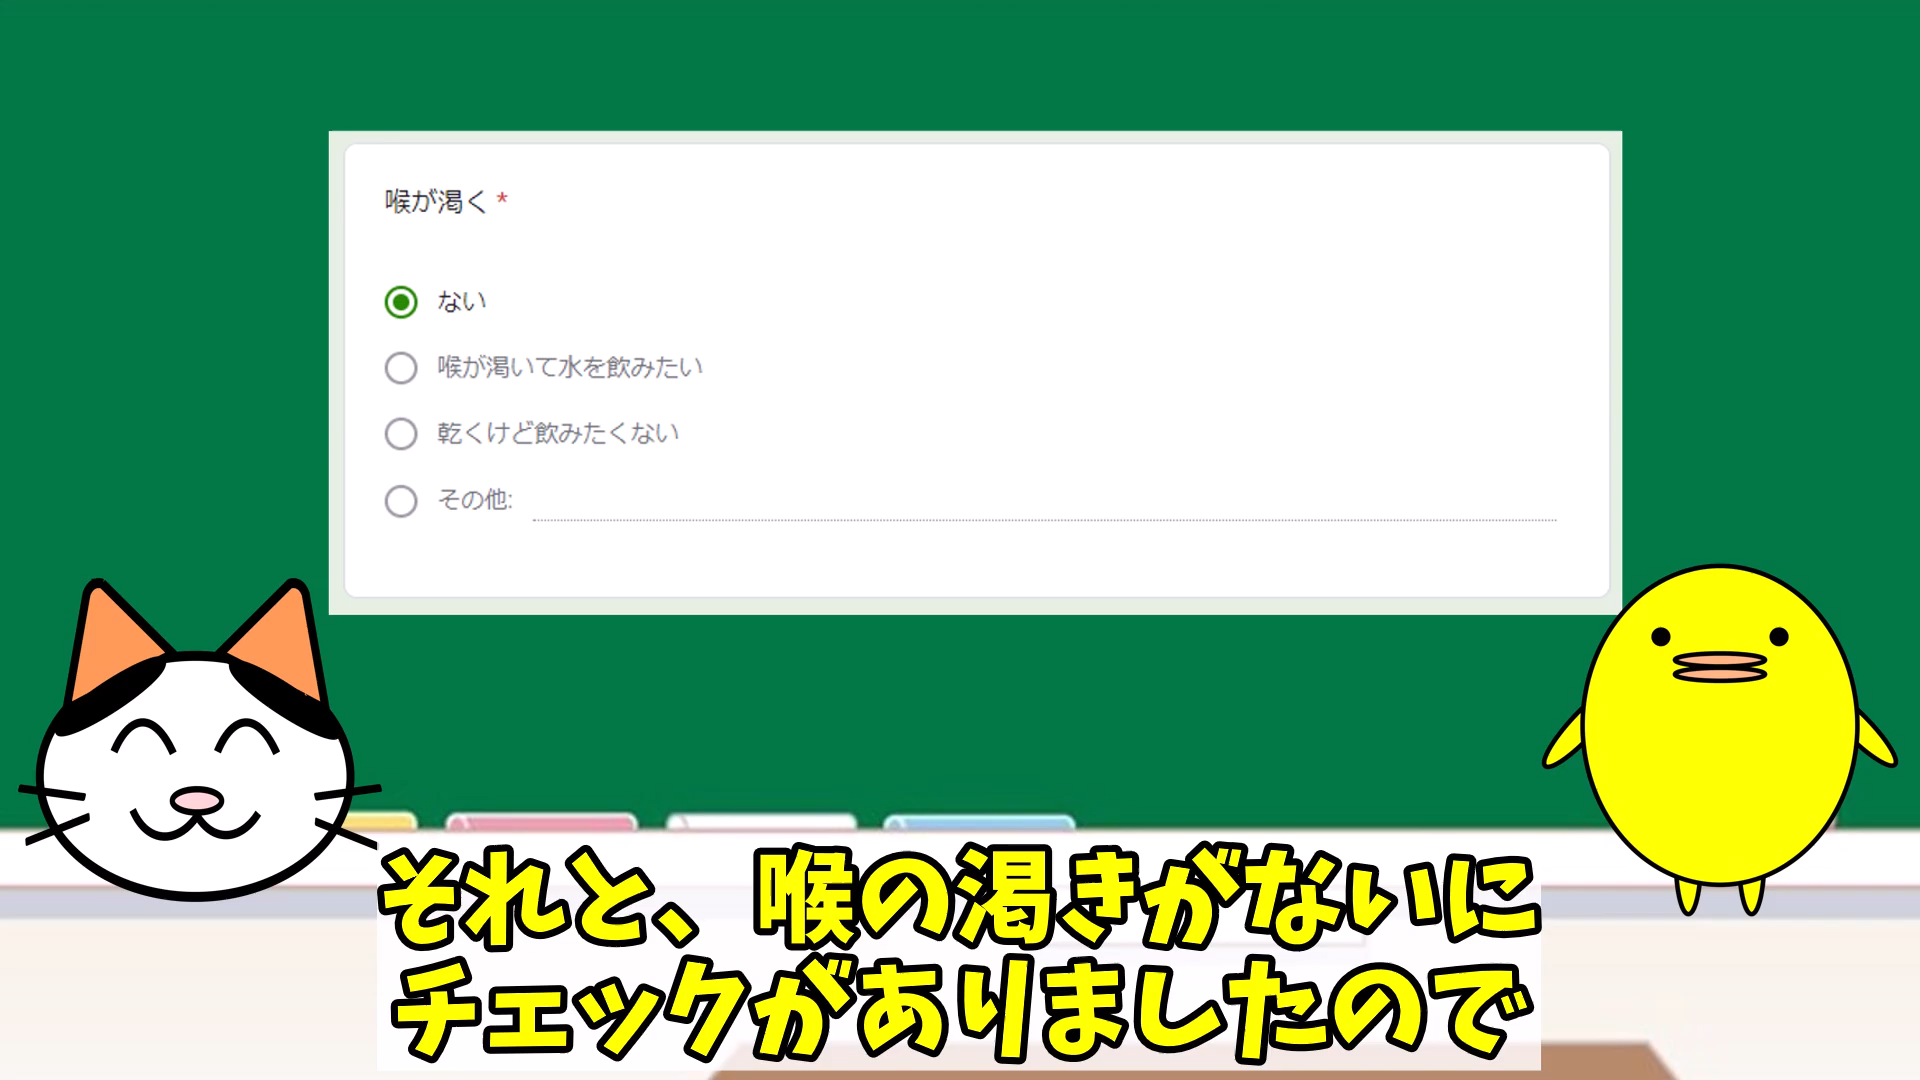 喉が渇く *
ない
喉が渇いて水を飲みたい
乾くけど飲みたくない
その他:
それと、喉の渇きがないに
チェックがありましたので